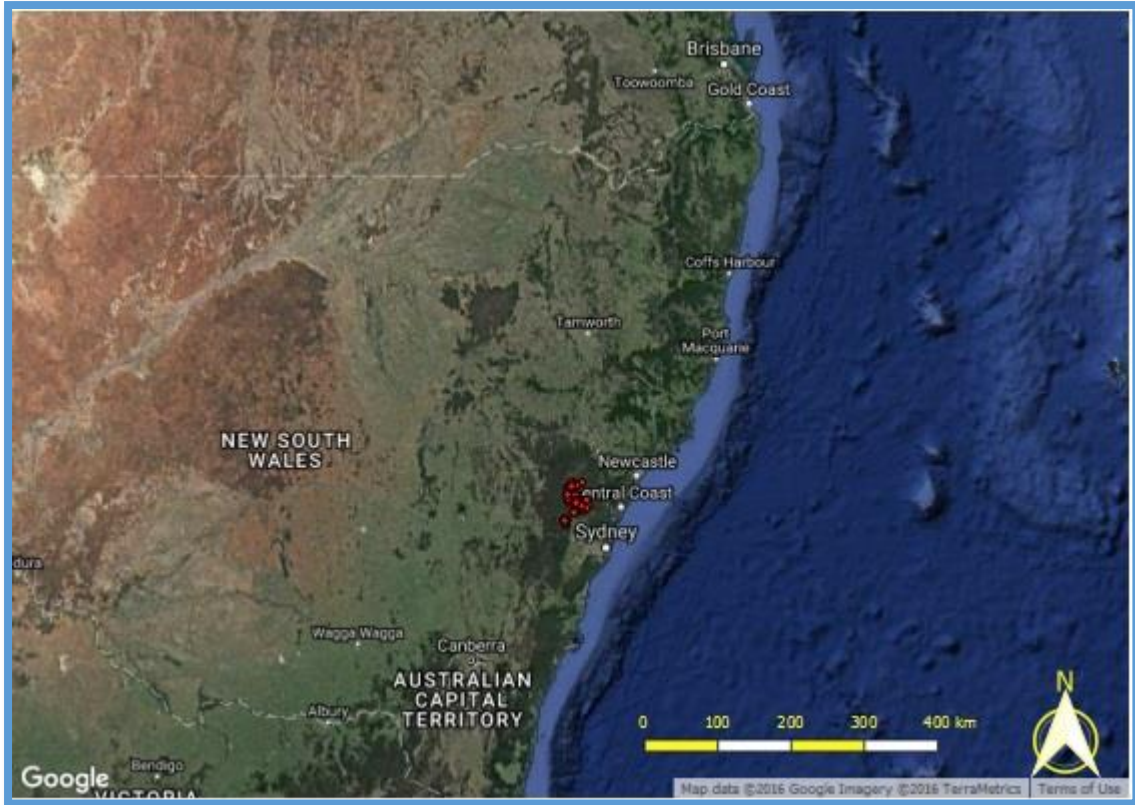 Brisbane
Toowoomba
Gold Coast
Coffs Harbour
Tamworth
Port
Macquarie
NEW SOUTH
WALES
Newcastle
entral Coast
Sydney
dura
Wagga Wagga
Canberra
AUSTRALIAN
CAPITAL
TERRITORY
Albury
N
0 100 200 300 400 km
Bendigo
Google
VICTORIA
Map data ©2016 Google Imagery ©2016 TerraMetrics Terms of Use